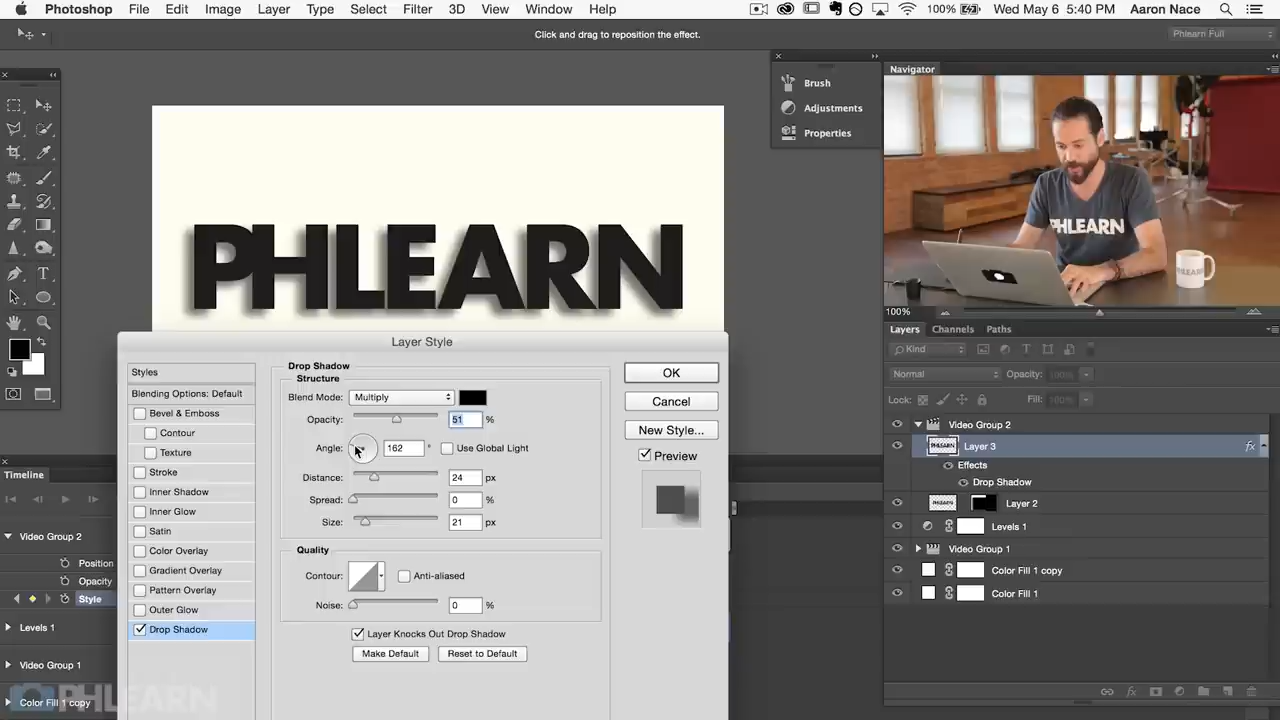 Photoshop File Edit Image Layer Type Select Filter 3D View Window Help 100% Wed May 6 5:40 PM Aaron Nace
Click and drag to reposition the effect.
Phlearn Full
Brush
Adjustments
Properties
Navigator
PHLEARN
PHLEARN
PHLEARN
100%
Layer Style
Styles
Blending Options: Default
Bevel & Emboss
Contour
Texture
Stroke
Inner Shadow
Inner Glow
Satin
Color Overlay
Gradient Overlay
Pattern Overlay
Outer Glow
Drop Shadow
Drop Shadow
Structure
Blend Mode: Multiply
Opacity: 51 %
Angle: 162 ° Use Global Light
Distance: 24 px
Spread: 0 %
Size: 21 px
Quality
Contour: Anti-aliased
Noise: 0 %
Layer Knocks Out Drop Shadow
Make Default Reset to Default
OK
Cancel
New Style...
Preview
Layers Channels Paths
Kind
Normal Opacity: 100%
Lock: Fill: 100%
Video Group 2
Layer 3 fx
Effects
Drop Shadow
Layer 2
Levels 1
Video Group 1
Color Fill 1 copy
Color Fill 1
Timeline
Video Group 2
Position
Opacity
Style
Levels 1
Video Group 1
Color Fill 1 copy
PHLEARN